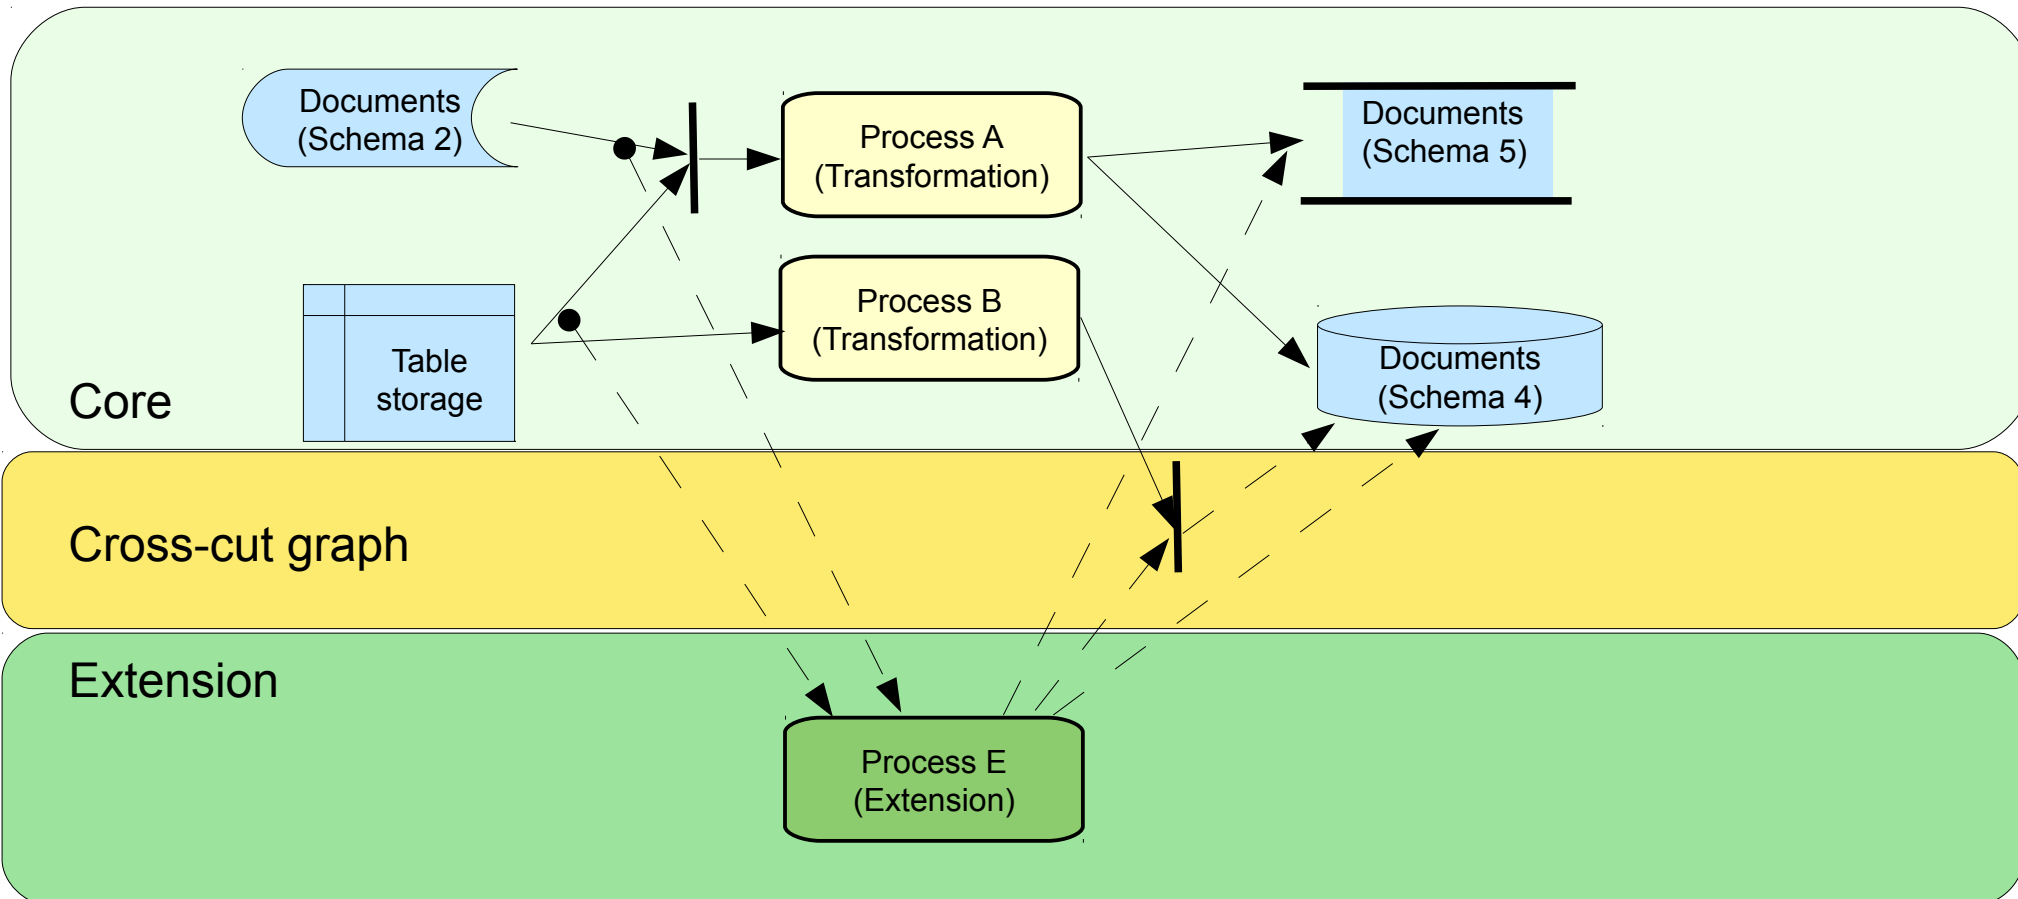 Documents
(Schema 2)
Process A
(Transformation)
Documents
(Schema 5)
Process B
(Transformation)
Table
storage
Documents
(Schema 4)
Core
Cross-cut graph
Extension
Process E
(Extension)